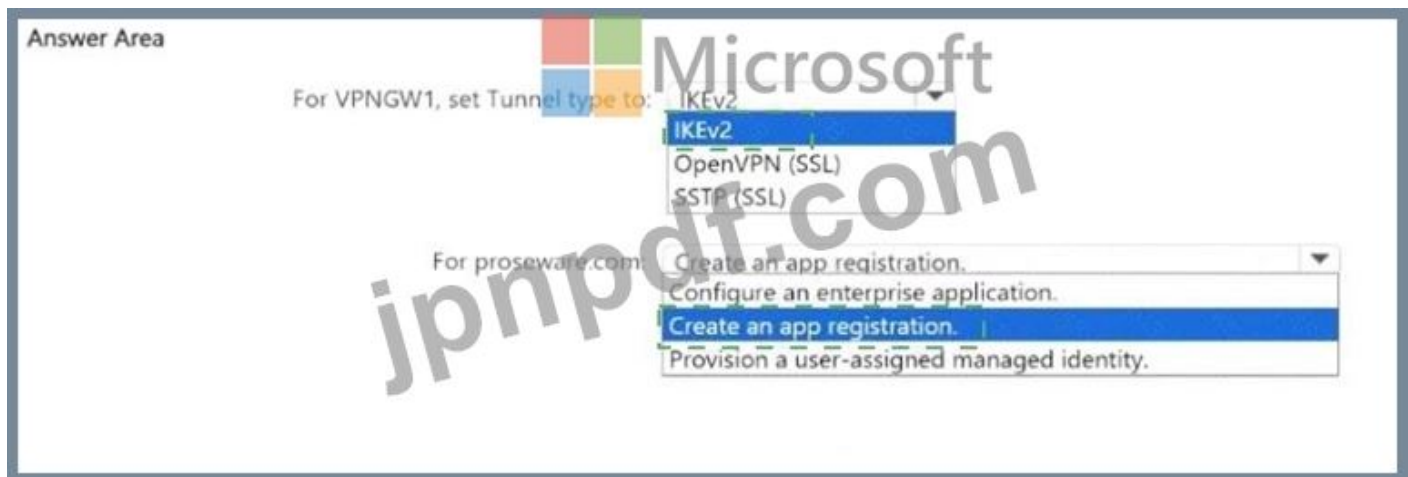 Answer Area
Microsoft
For VPNGW1, set Tunnel type to: IKEv2
IKEv2
OpenVPN (SSL)
SSTP (SSL)
jpnpdf.com
For proseware.com: Create an app registration.
Configure an enterprise application.
Create an app registration.
Provision a user-assigned managed identity.